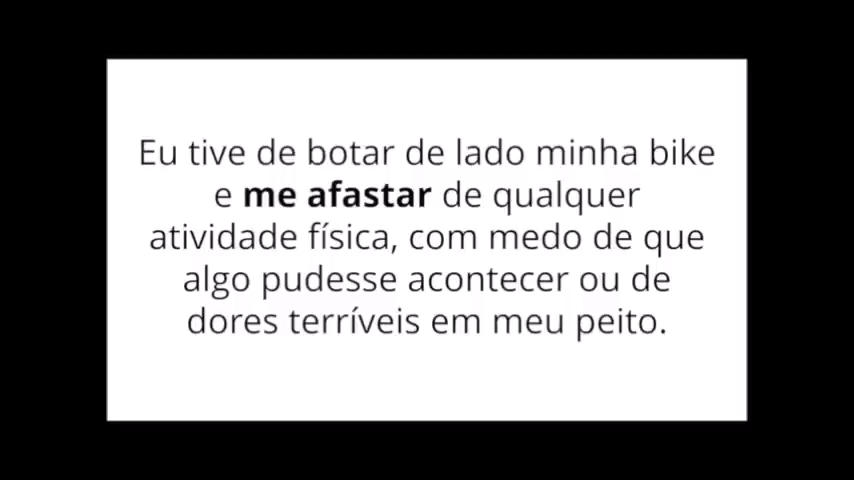 Eu tive de botar de lado minha bike
e me afastar de qualquer
atividade física, com medo de que
algo pudesse acontecer ou de
dores terríveis em meu peito.